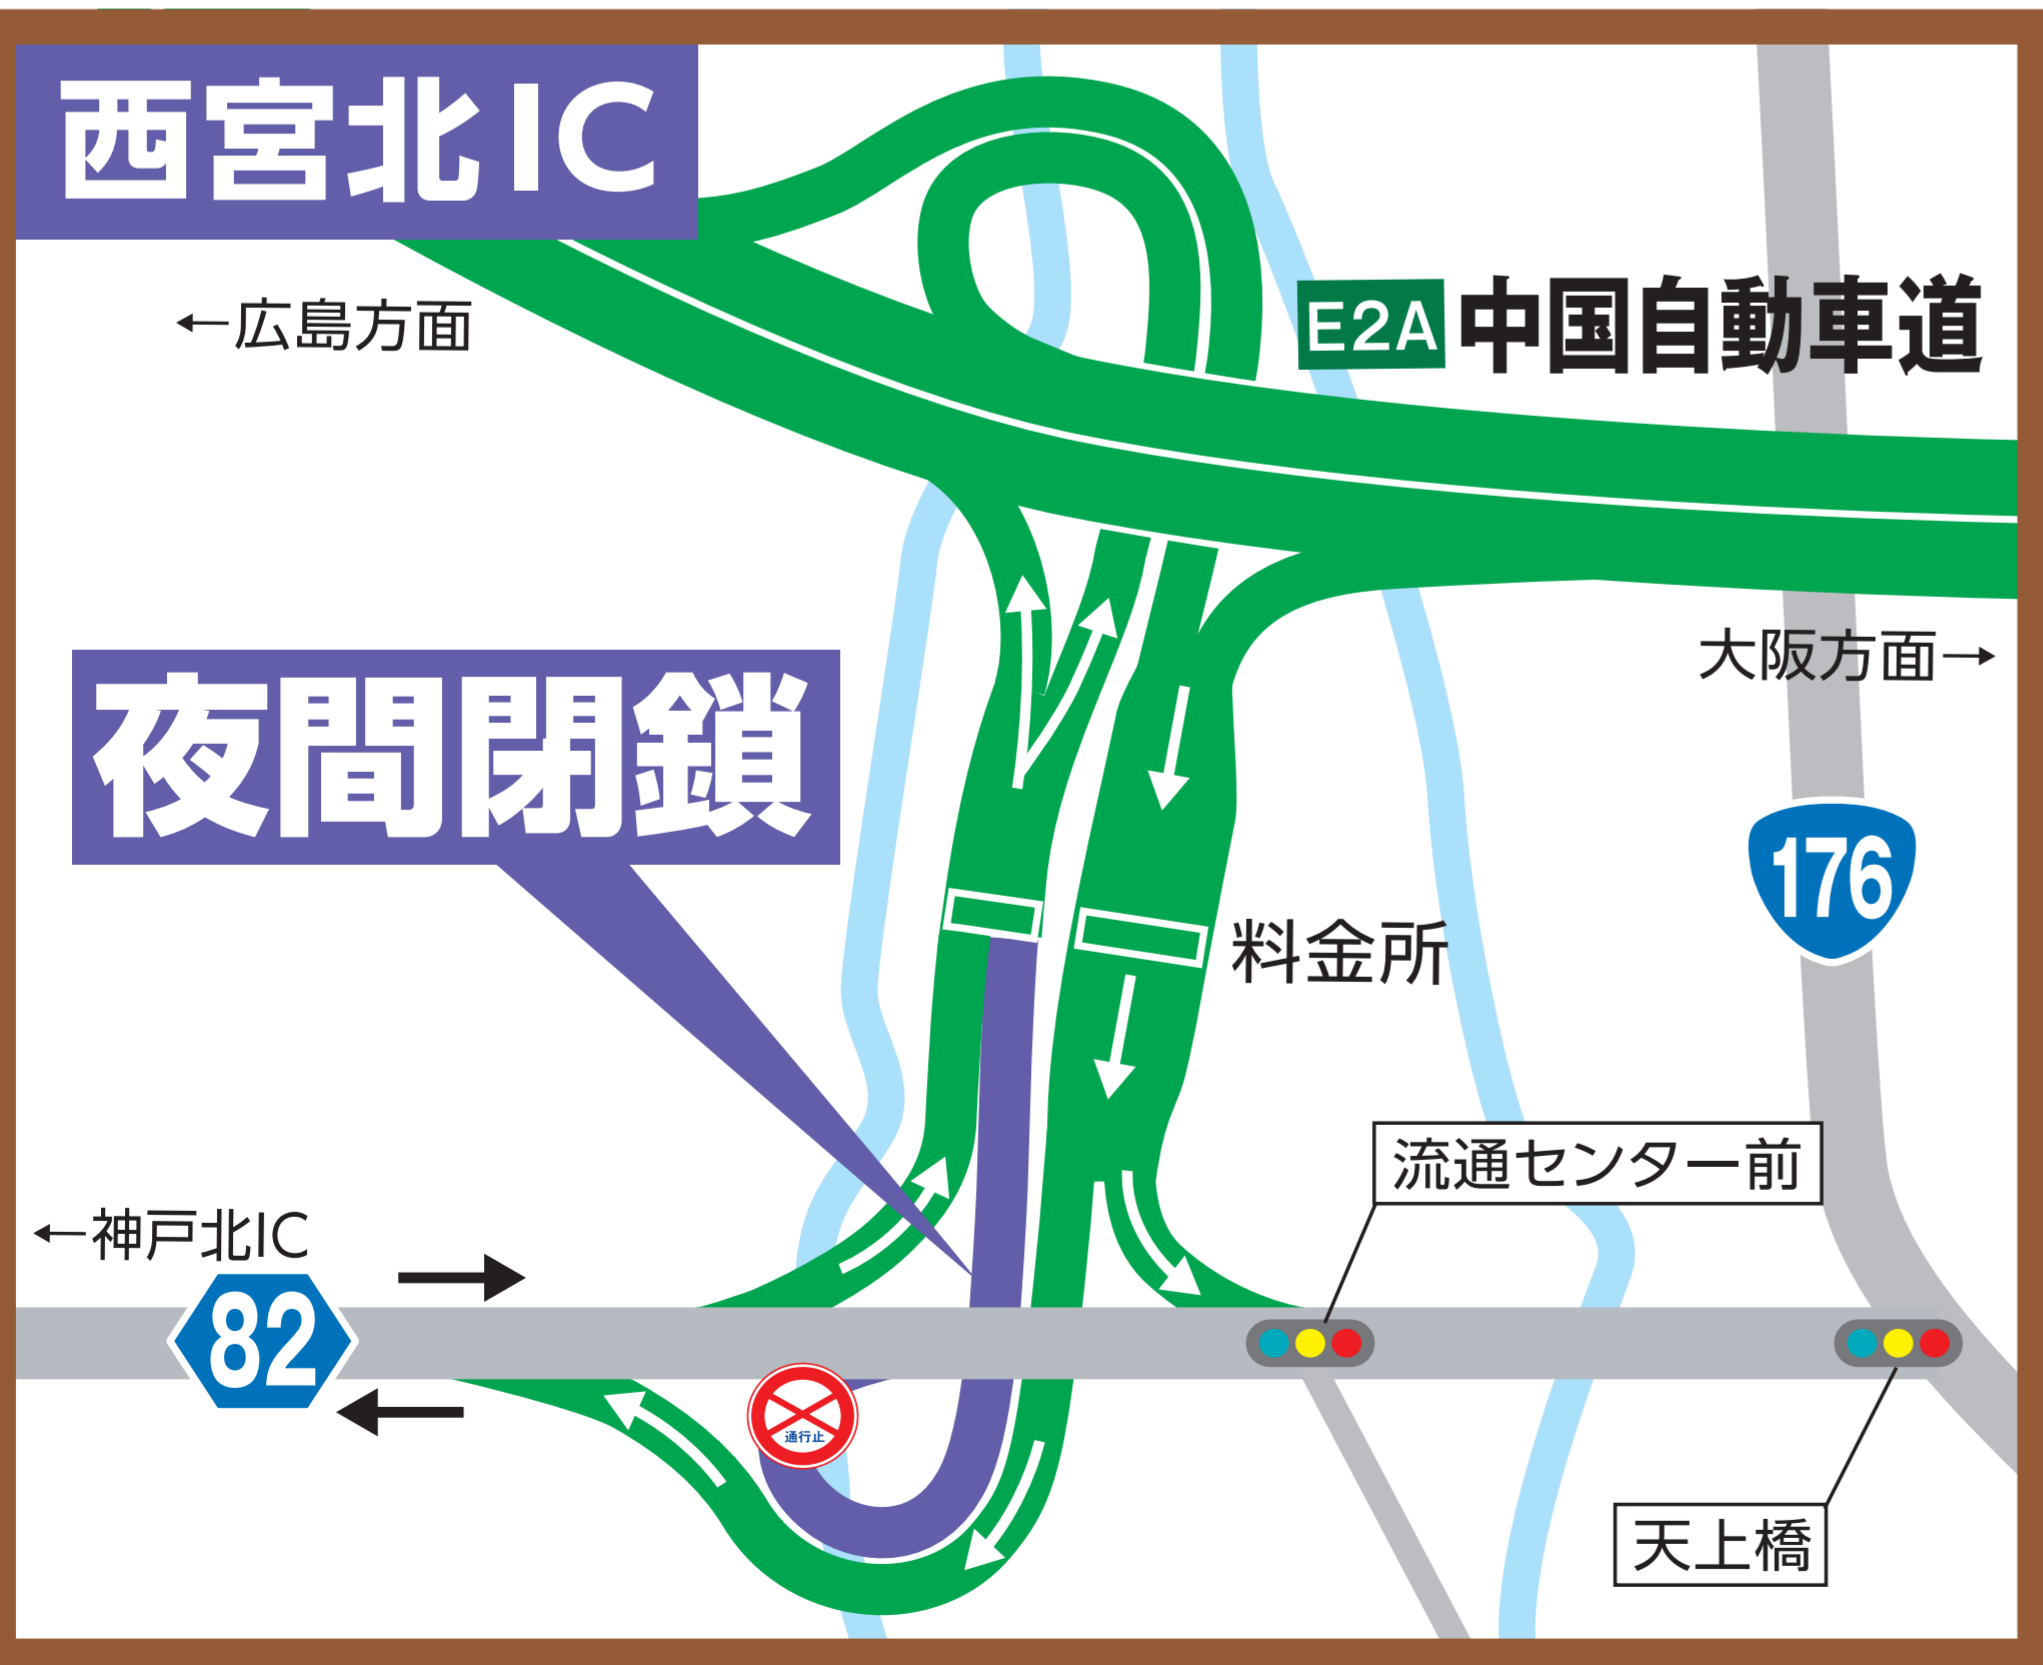 西宮北IC
←広島方面
E2A 中国自動車道
大阪方面→
夜間閉鎖
176
料金所
流通センター前
←神戸北IC
82
通行止
天上橋